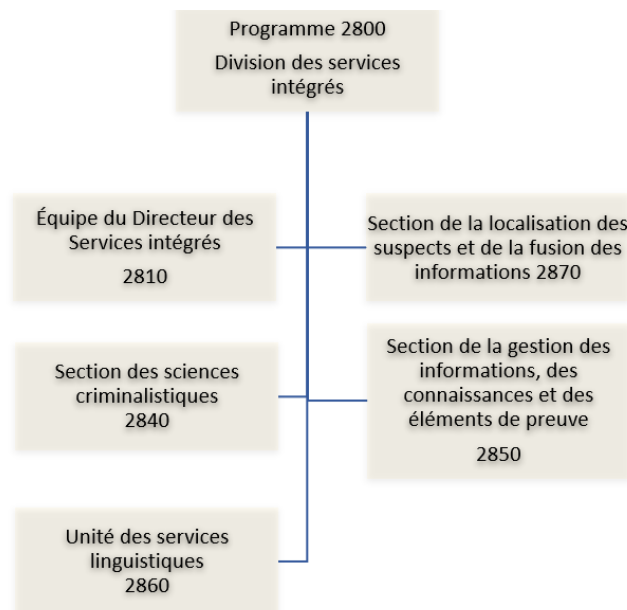 Programme 2800
Division des services
intégrés
Équipe du Directeur des
Services intégrés
2810
Section de la localisation des
suspects et de la fusion des
informations 2870
Section des sciences
criminalistiques
2840
Section de la gestion des
informations, des
connaissances et des
éléments de preuve
2850
Unité des services
linguistiques
2860